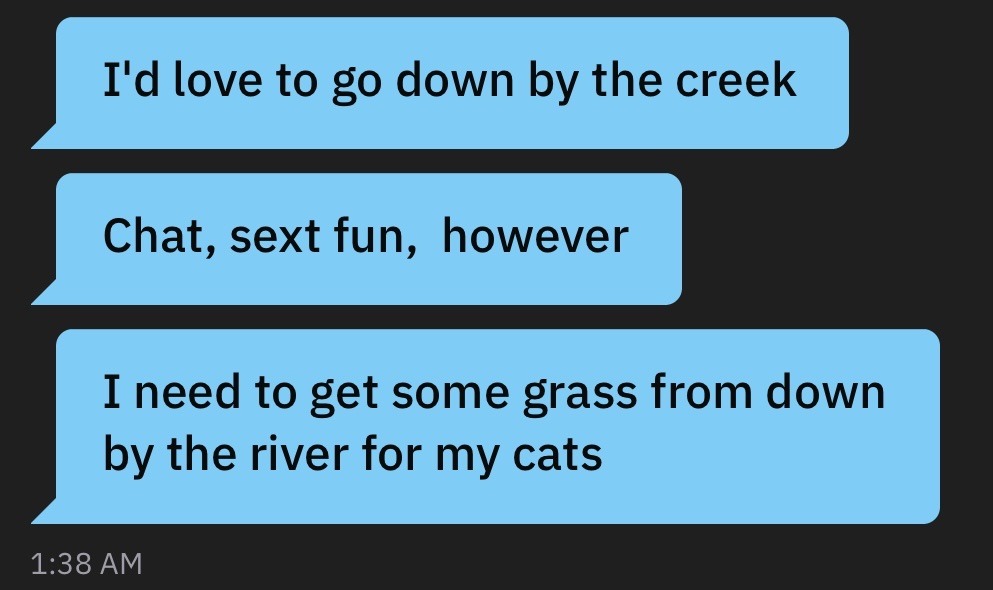 I'd love to go down by the creek
Chat, sext fun,  however
I need to get some grass from down
by the river for my cats
1:38 AM